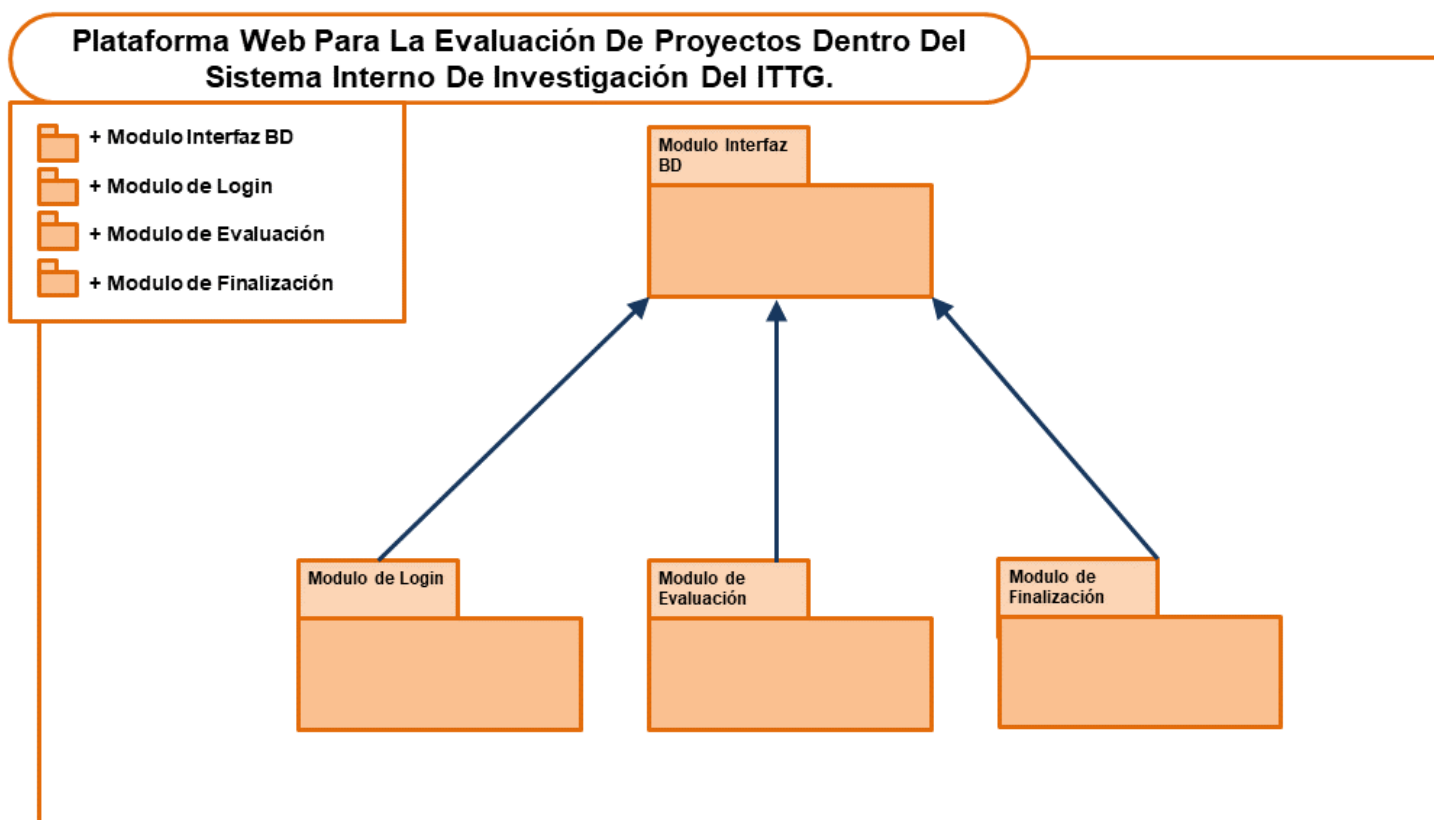 Plataforma Web Para La Evaluación De Proyectos Dentro Del
Sistema Interno De Investigación Del ITTG.
+ Modulo Interfaz BD
+ Modulo de Login
+ Modulo de Evaluación
+ Modulo de Finalización
Modulo Interfaz
BD
Modulo de Login
Modulo de
Evaluación
Modulo de
Finalización